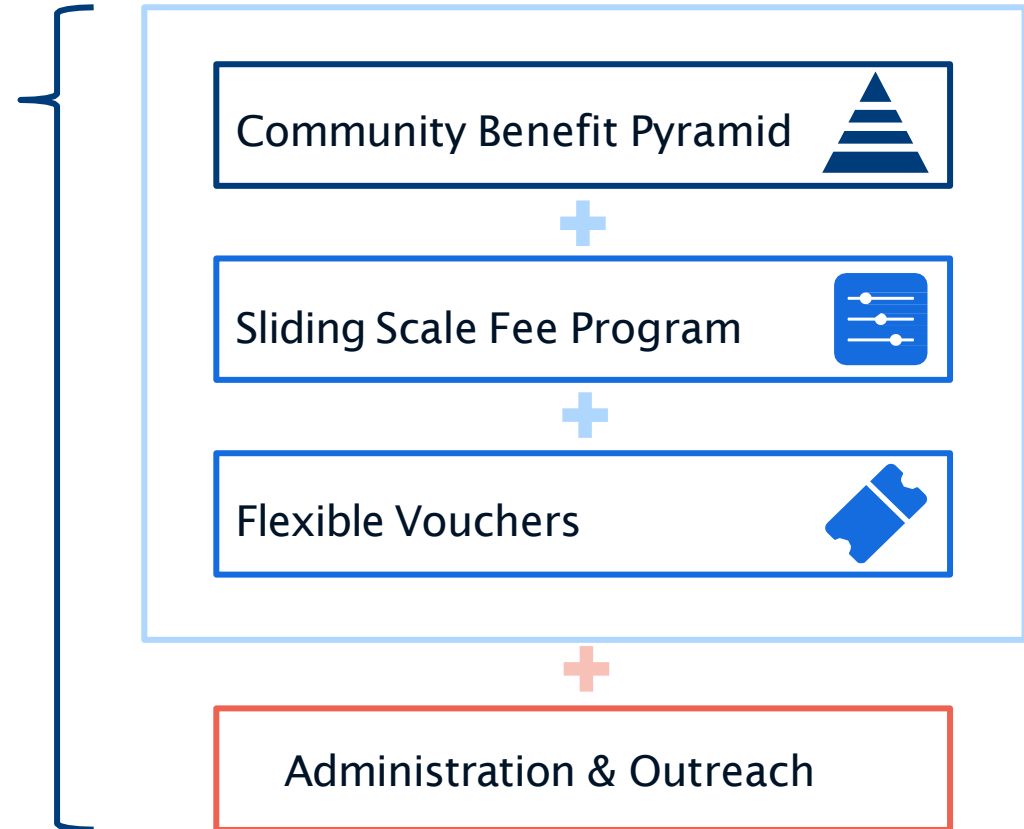 Community Benefit Pyramid
Sliding Scale Fee Program
Flexible Vouchers
Administration & Outreach